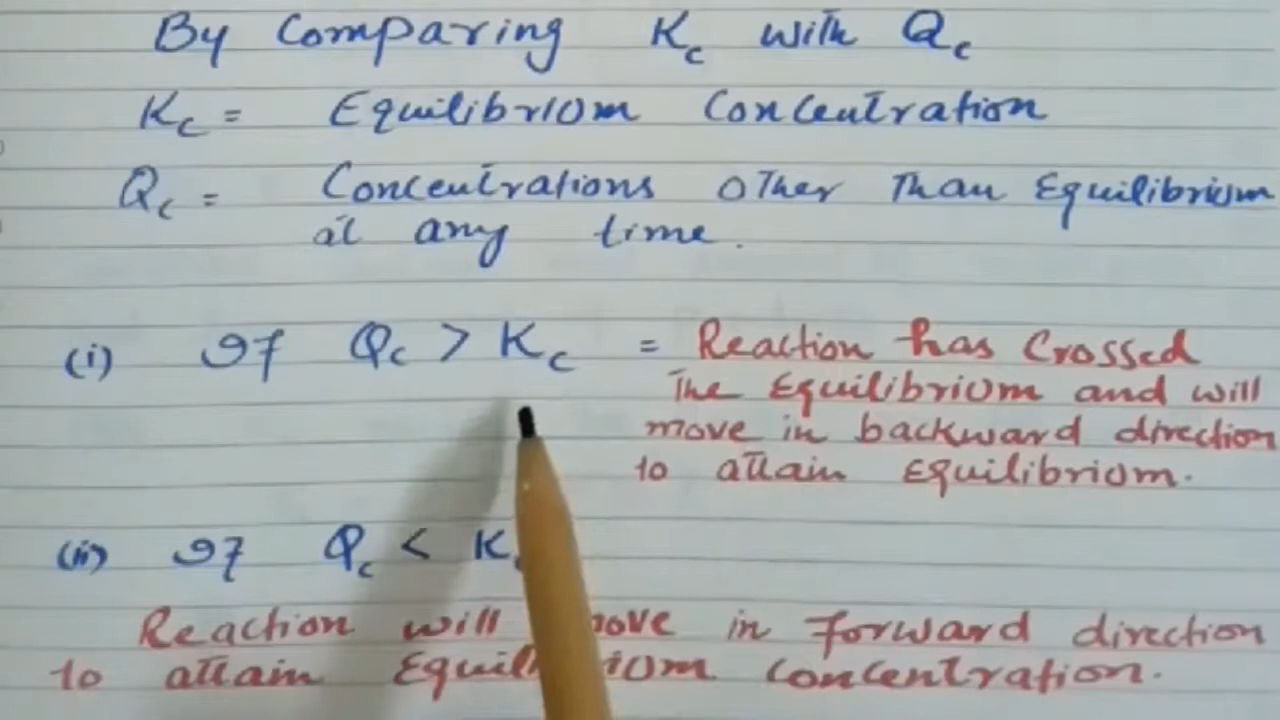 By Comparing Kc with Qc
Kc = Equilibriom Concentration
Qc = Concentrations other Than Equilibriom
at any time.
(i) If Qc > Kc = Reaction has Crossed
The Equilibriom and will
move in backward direction
to attain Equilibriom.
(ii) If Qc < K
Reaction will move in forward direction
to attain Equilibriom Concentration.